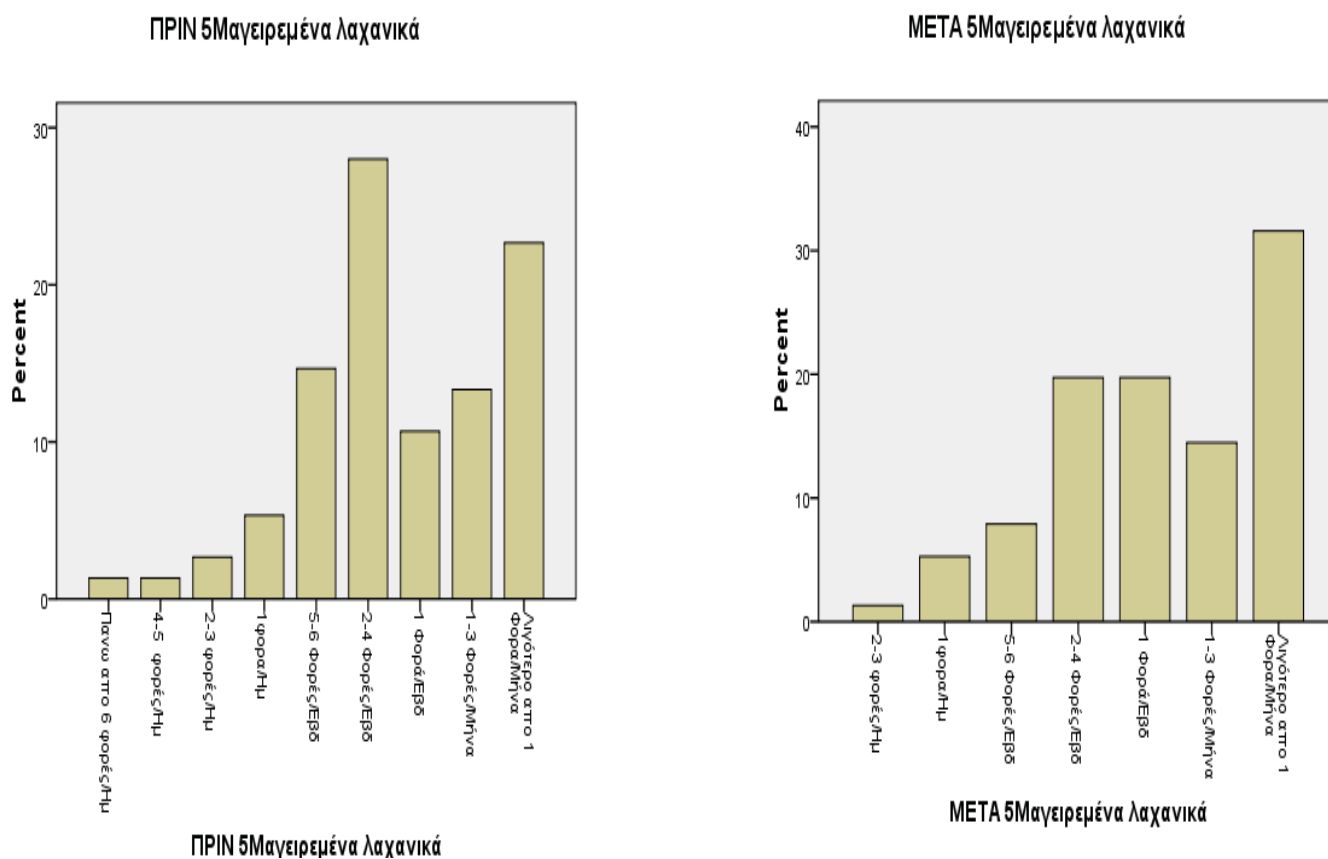 ΠΡΙΝ 5Μαγειρεμένα λαχανικά
Percent
30
20
10
0
Πανω απο 6 φορές/Ημ
4-5 φορές/Ημ
2-3 φορές/Ημ
1φορα/Ημ
5-6 Φορές/Εβδ
2-4 Φορές/Εβδ
1 Φορά/Εβδ
1-3 Φορές/Μήνα
Λιγότερο απο 1
Φορα/Μήνα
ΠΡΙΝ 5Μαγειρεμένα λαχανικά
ΜΕΤΑ 5Μαγειρεμένα λαχανικά
Percent
40
30
20
10
0
2-3 φορές/Ημ
1φορα/Ημ
5-6 Φορές/Εβδ
2-4 Φορές/Εβδ
1 Φορά/Εβδ
1-3 Φορές/Μήνα
Λιγότερο απο 1
Φορα/Μήνα
ΜΕΤΑ 5Μαγειρεμένα λαχανικά